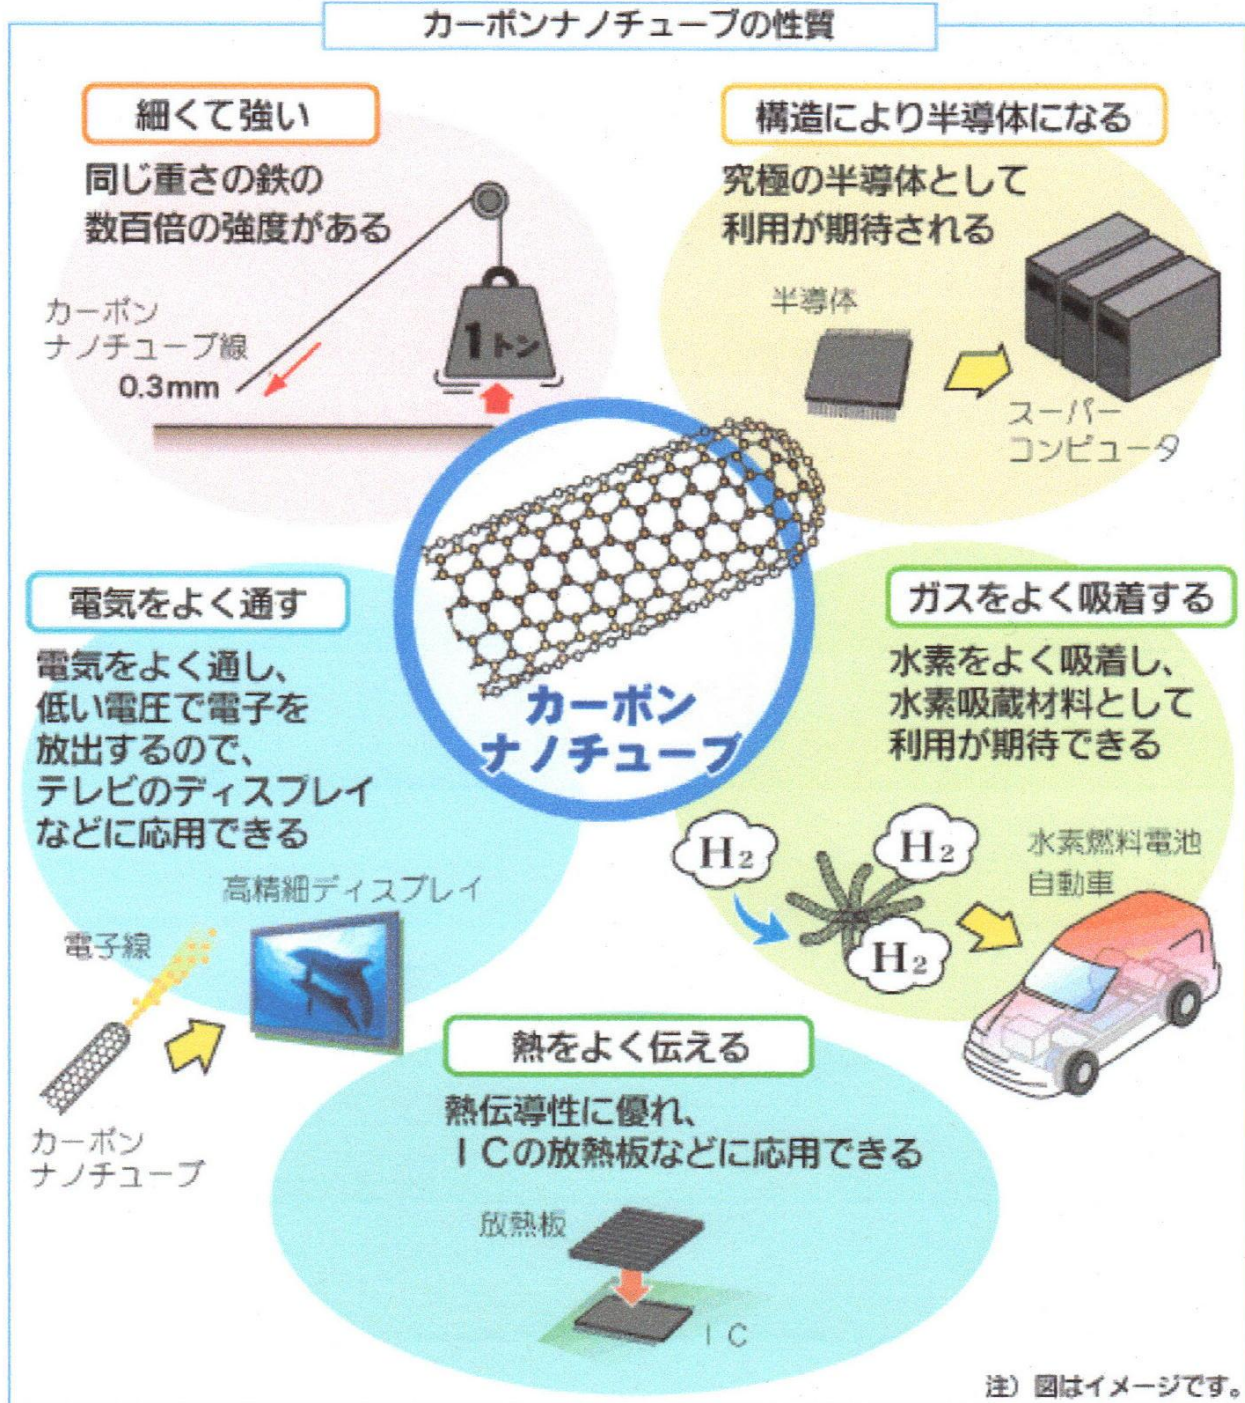 カーボンナノチューブの性質
細くて強い
同じ重さの鉄の
数百倍の強度がある
カーボン
ナノチューブ線
0.3mm
1トン
構造により半導体になる
究極の半導体として
利用が期待される
半導体
スーパー
コンピュータ
カーボン
ナノチューブ
電気をよく通す
電気をよく通し、
低い電圧で電子を
放出するので、
テレビのディスプレイ
などに応用できる
高精細ディスプレイ
電子線
カーボン
ナノチューブ
ガスをよく吸着する
水素をよく吸着し、
水素吸蔵材料として
利用が期待できる
H₂
H₂
H₂
水素燃料電池
自動車
熱をよく伝える
熱伝導性に優れ、
ICの放熱板などに応用できる
放熱板
IC
注）図はイメージです。